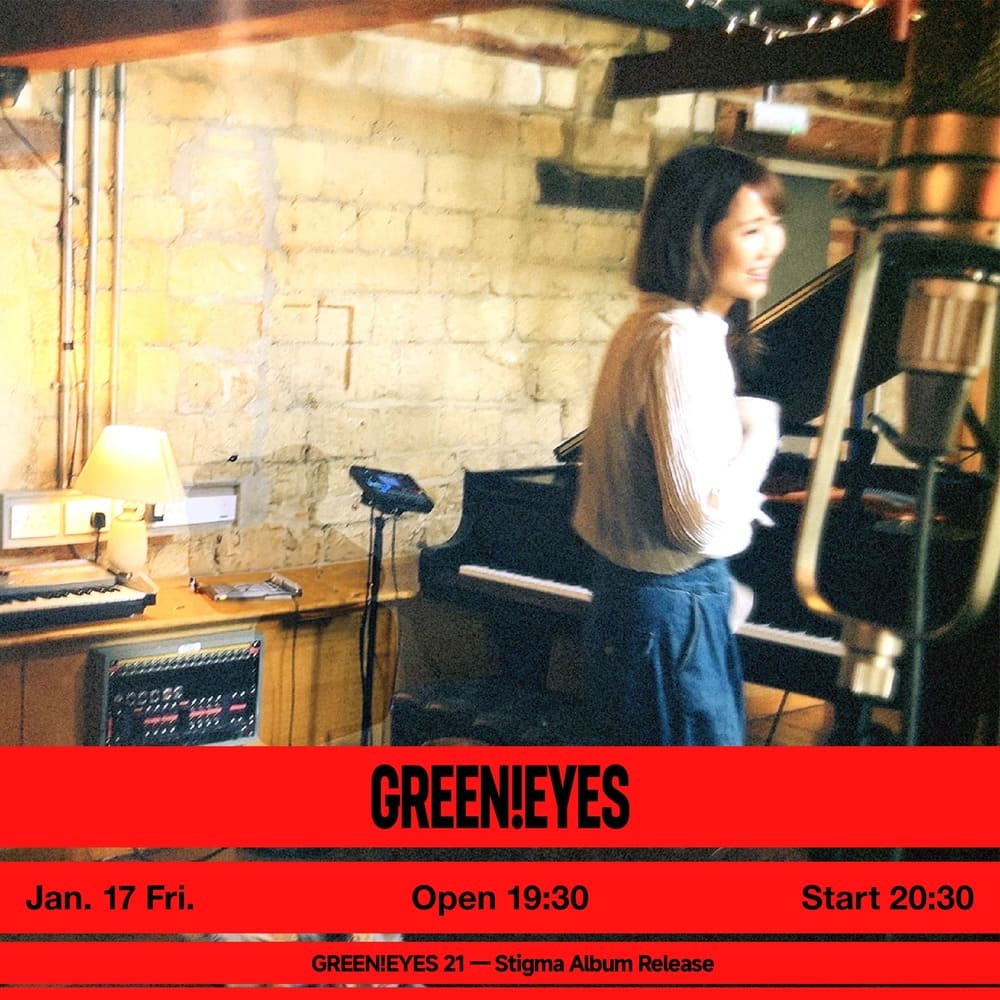 GREEN!EYES
Jan. 17 Fri. Open 19:30 Start 20:30
GREEN!EYES 21 — Stigma Album Release